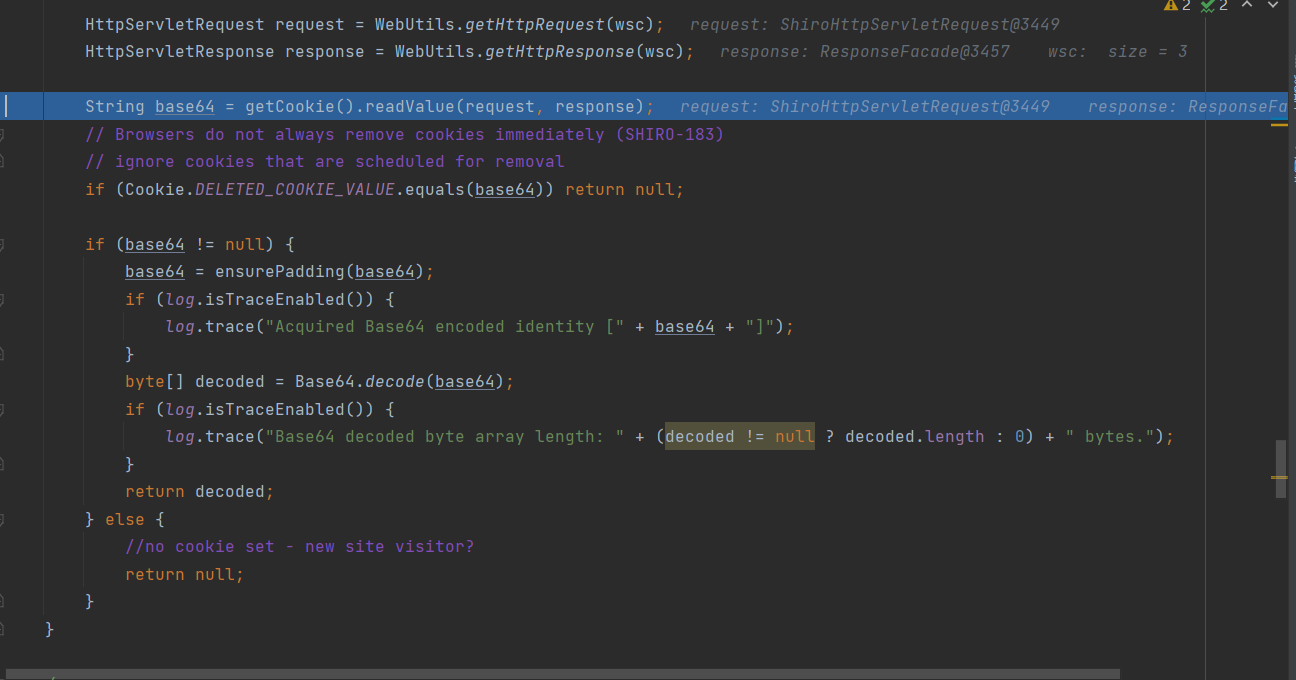 2 2
HttpServletRequest request = WebUtils.getHttpRequest(wsc); request: ShiroHttpServletRequest@3449
HttpServletResponse response = WebUtils.getHttpResponse(wsc); response: ResponseFacade@3457 wsc: size = 3
String base64 = getCookie().readValue(request, response); request: ShiroHttpServletRequest@3449 response: ResponseFa
// Browsers do not always remove cookies immediately (SHIRO-183)
// ignore cookies that are scheduled for removal
if (Cookie.DELETED_COOKIE_VALUE.equals(base64)) return null;
if (base64 != null) {
base64 = ensurePadding(base64);
if (log.isTraceEnabled()) {
log.trace("Acquired Base64 encoded identity [" + base64 + "]");
}
byte[] decoded = Base64.decode(base64);
if (log.isTraceEnabled()) {
log.trace("Base64 decoded byte array length: " + (decoded != null ? decoded.length : 0) + " bytes.");
}
return decoded;
} else {
//no cookie set - new site visitor?
return null;
}
}